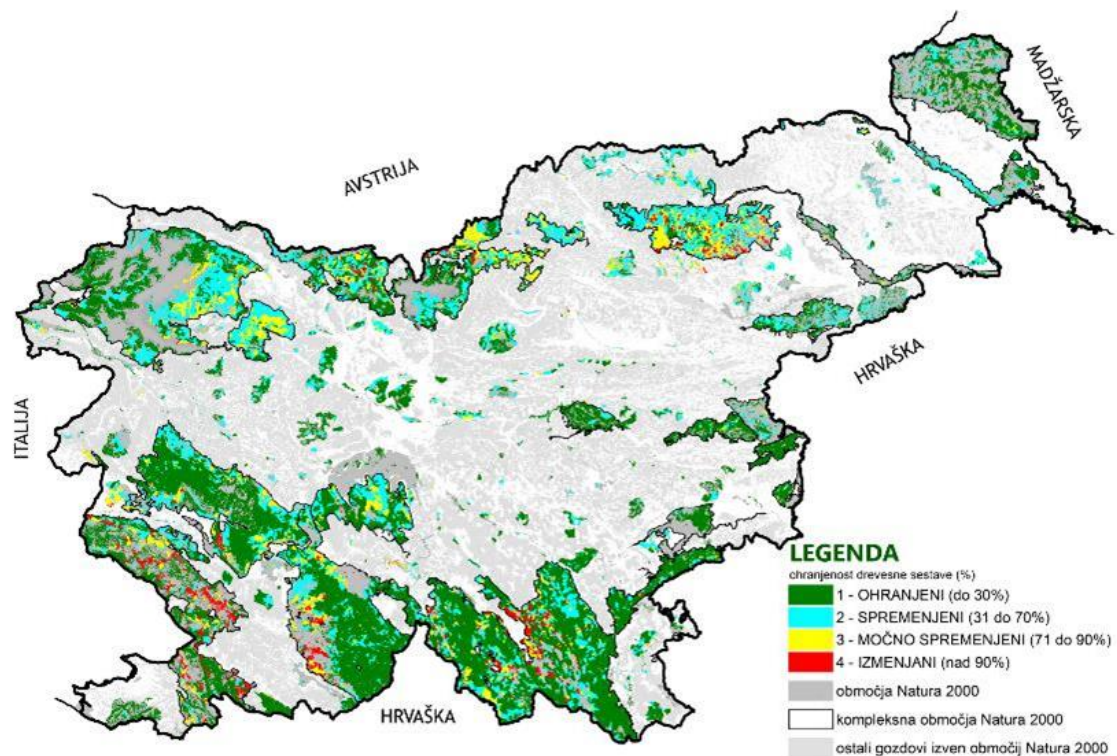 MADŽARSKA
AVSTRIJA
HRVAŠKA
ITALIJA
HRVAŠKA
LEGENDA
chranjenost drevesne sestave (%)
1 - OHRANJENI (do 30%)
2 - SPREMENJENI (31 do 70%)
3 - MOČNO SPREMENJENI (71 do 90%)
4 - IZMENJANI (nad 90%)
območja Natura 2000
kompleksna območja Natura 2000
ostali gozdovi izven območij Natura 2000